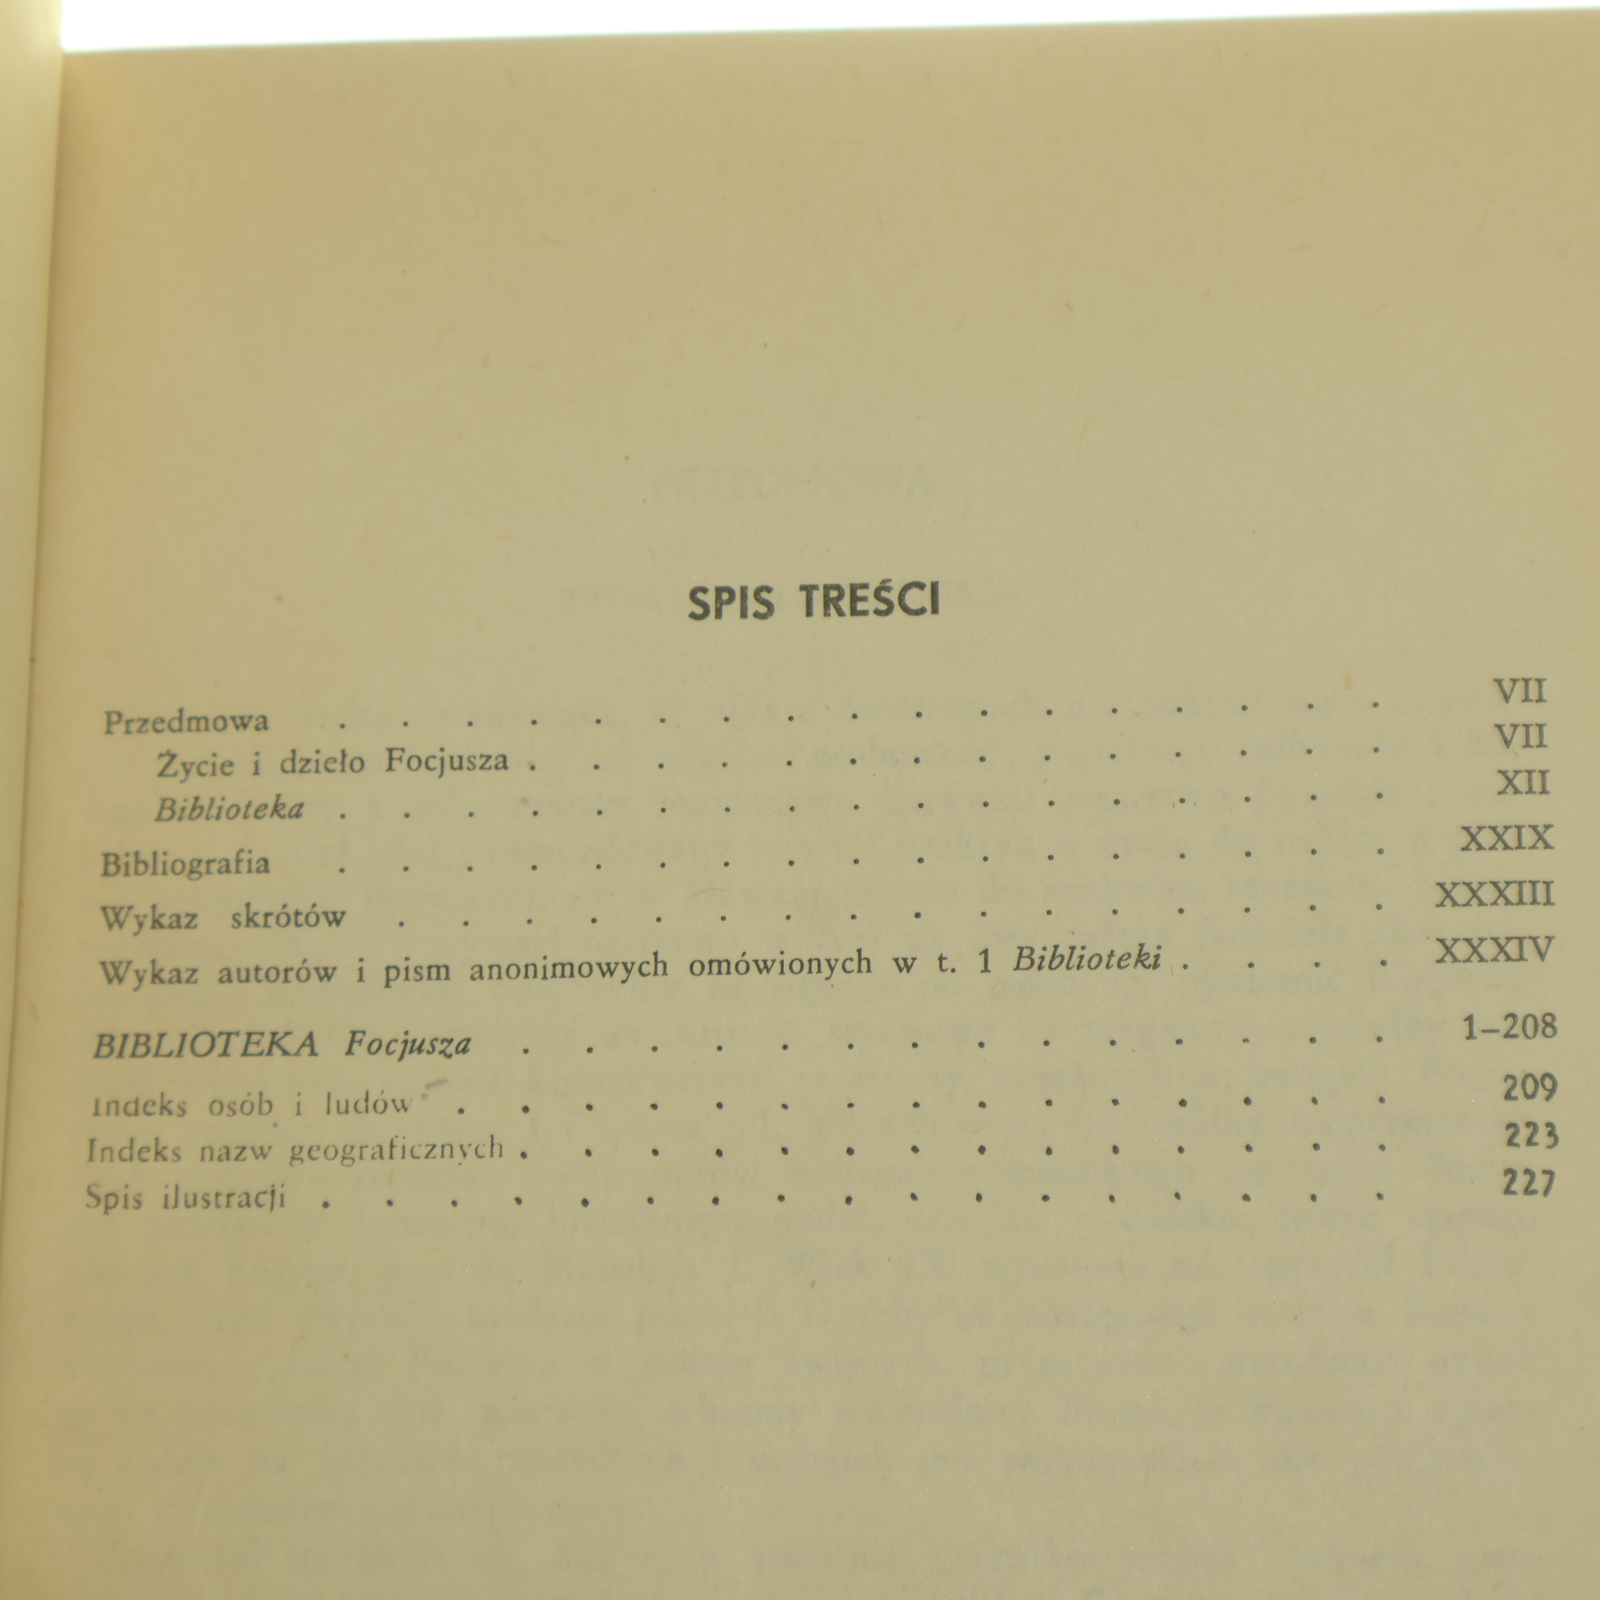 SPIS TREŚCI
Przedmowa . . . . . . . . . . . . . . . . . VII
Życie i dzieło Focjusza . . . . . . . . . . . . . . VII
Biblioteka . . . . . . . . . . . . . . . . . XII
Bibliografia . . . . . . . . . . . . . . . . . XXIX
Wykaz skrótów . . . . . . . . . . . . . . . . XXXIII
Wykaz autorów i pism anonimowych omówionych w t. 1 Biblioteki . . . . XXXIV
BIBLIOTEKA Focjusza . . . . . . . . . . . . . . 1–208
Indeks osób i ludów . . . . . . . . . . . . . . . 209
Indeks nazw geograficznych . . . . . . . . . . . . . . 223
Spis ilustracji . . . . . . . . . . . . . . . . . 227